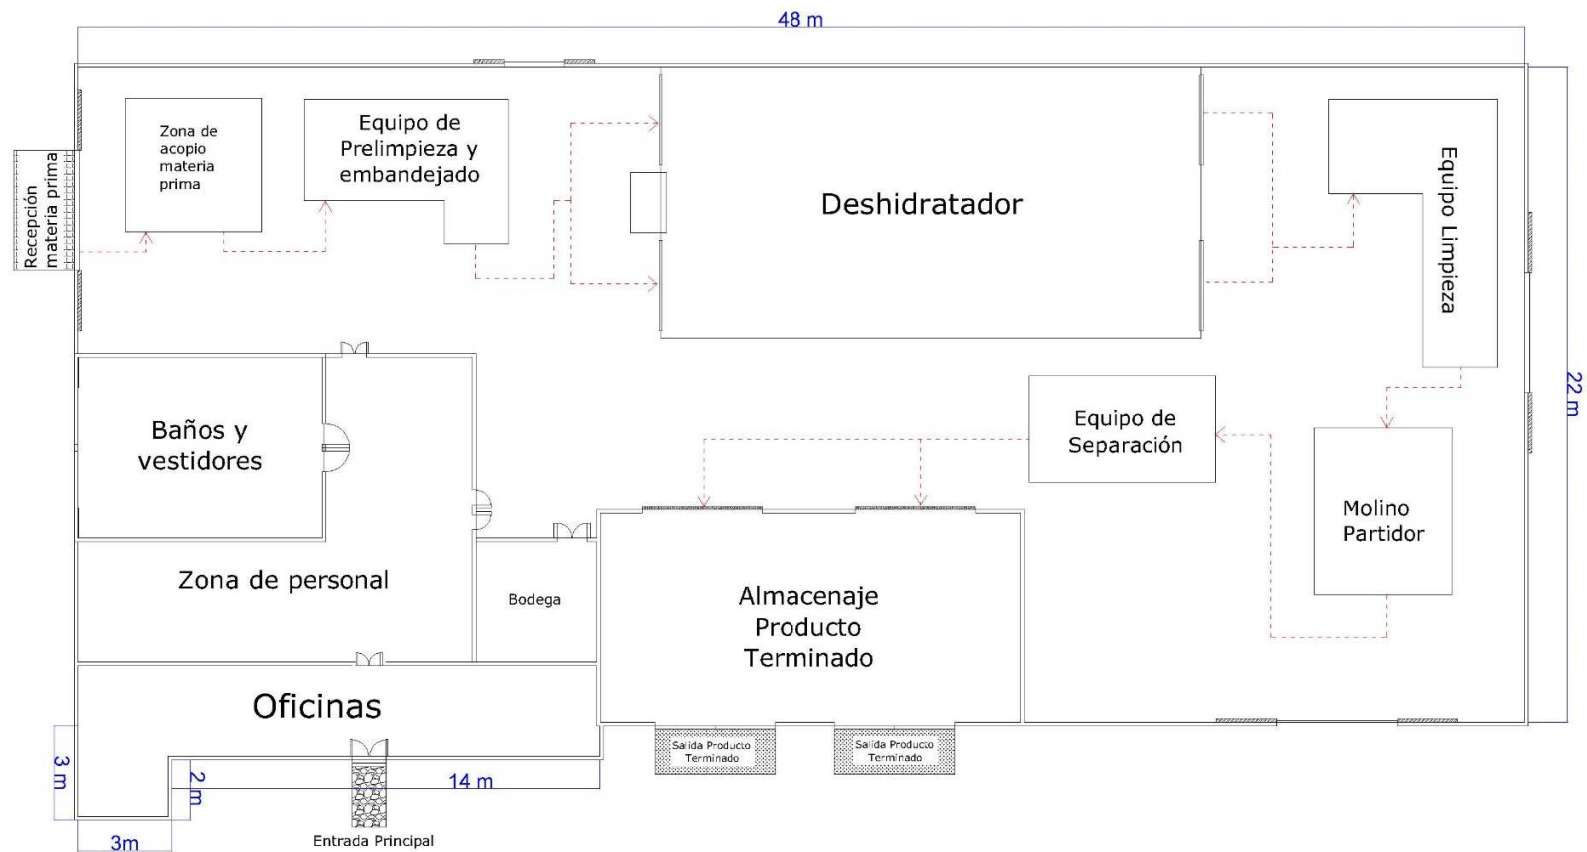 48 m
Zona de
acopio
materia
prima
Equipo de
Prelimpieza y
embandejado
Recepción
materia prima
Deshidratador
Equipo Limpieza
22 m
Baños y
vestidores
Equipo de
Separación
Molino
Partidor
Zona de personal
Bodega
Almacenaje
Producto
Terminado
Oficinas
Salida Producto
Terminado
Salida Producto
Terminado
3 m
2 m
14 m
3m
Entrada Principal